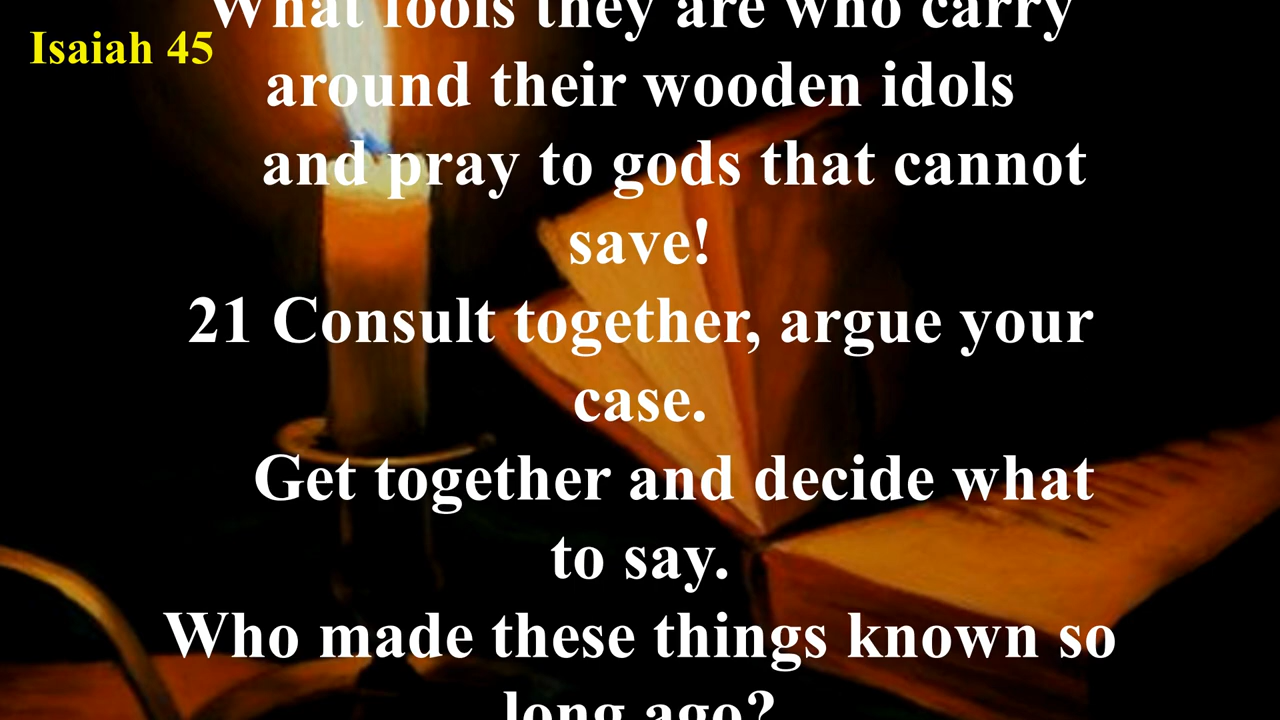 What fools they are who carry
Isaiah 45
around their wooden idols
and pray to gods that cannot
save!
21 Consult together, argue your
case.
Get together and decide what
to say.
Who made these things known so
long ago?